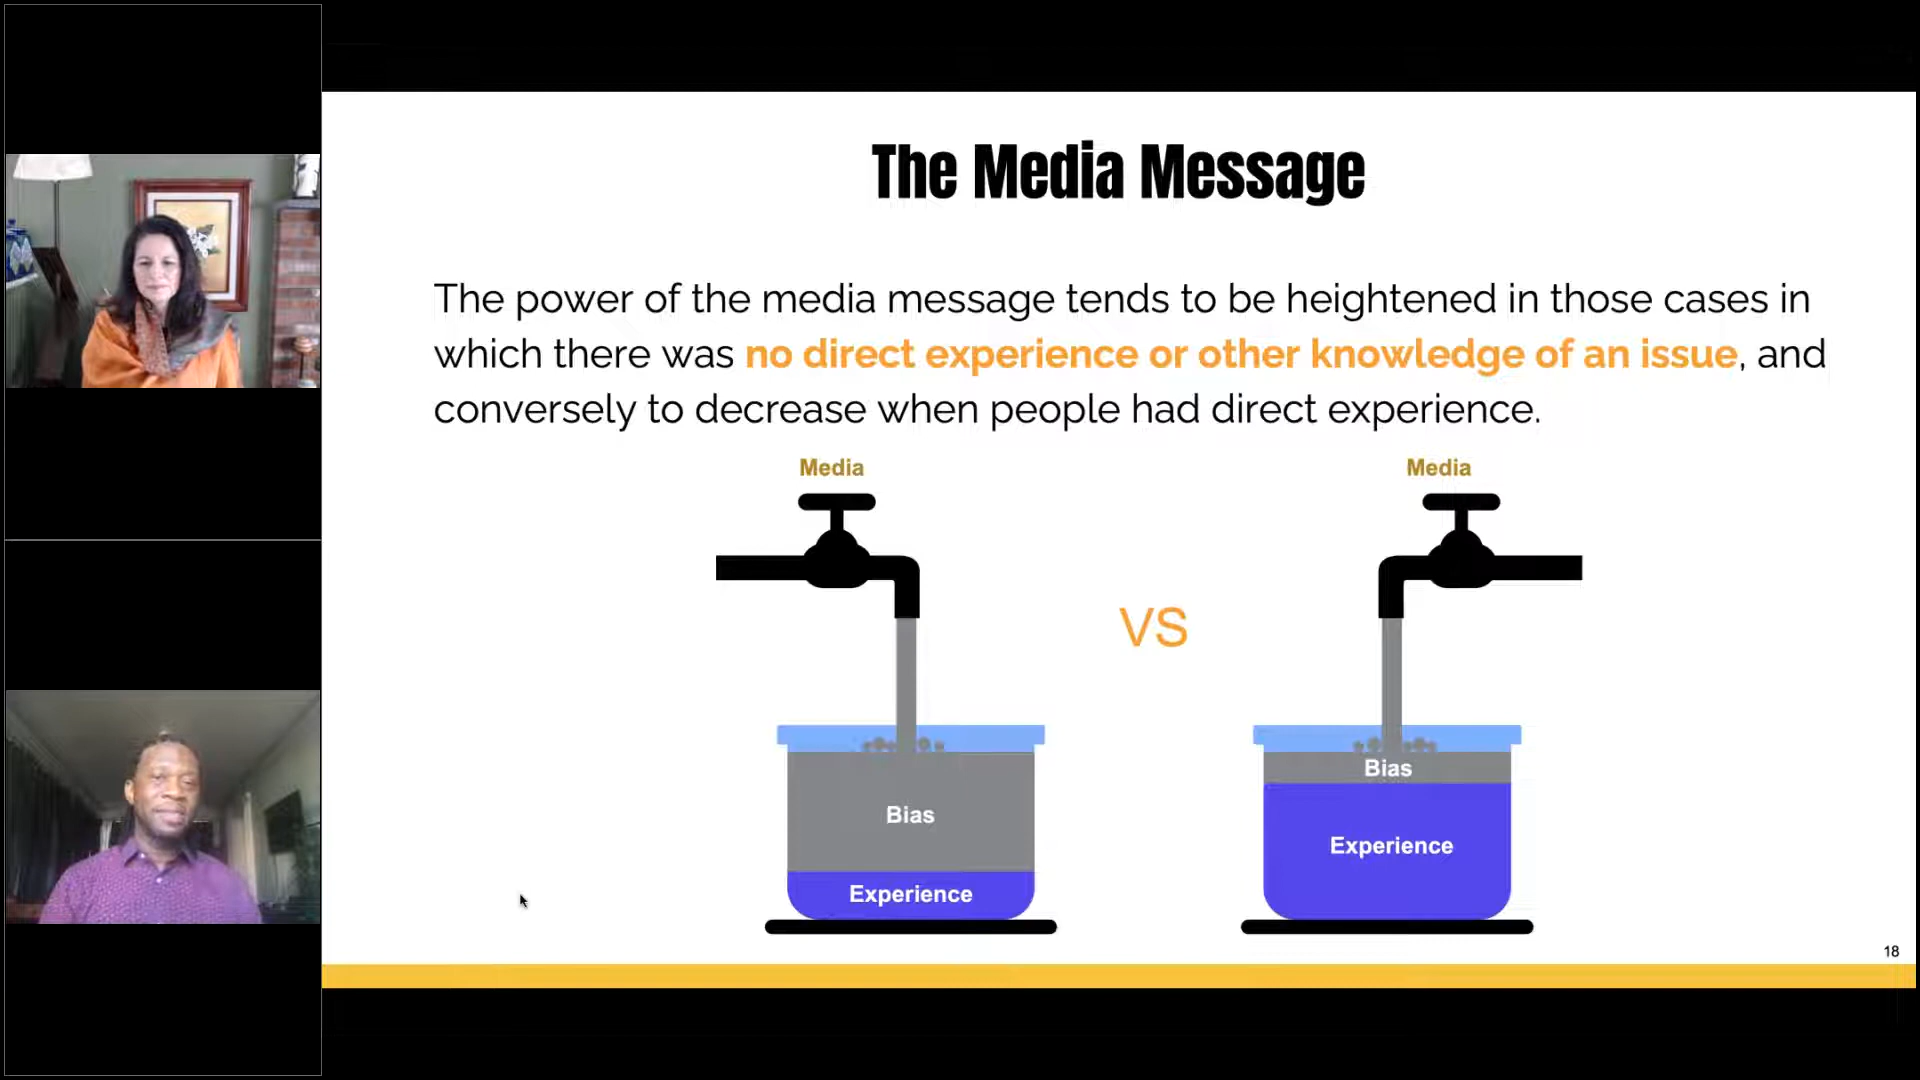 The Media Message
The power of the media message tends to be heightened in those cases in
which there was no direct experience or other knowledge of an issue, and
conversely to decrease when people had direct experience.
Media
Media
VS
Bias
Experience
Bias
Experience
18